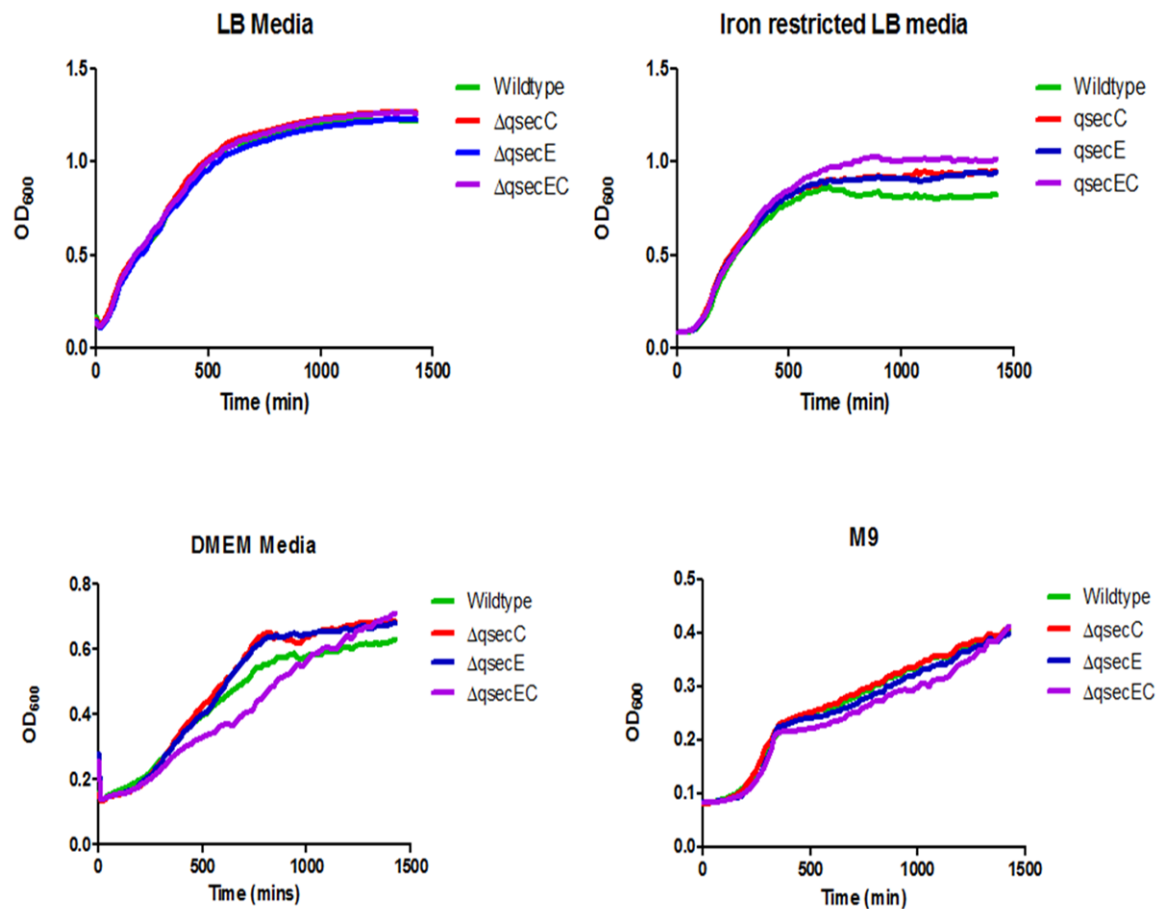 LB Media
1.5
1.0
0.5
0.0
OD600
0 500 1000 1500
Time (min)
Wildtype
ΔqsecC
ΔqsecE
ΔqsecEC
Iron restricted LB media
1.5
1.0
0.5
0.0
OD600
0 500 1000 1500
Time (min)
Wildtype
qsecC
qsecE
qsecEC
DMEM Media
0.8
0.6
0.4
0.2
0.0
OD600
0 500 1000 1500
Time (mins)
Wildtype
ΔqsecC
ΔqsecE
ΔqsecEC
M9
0.5
0.4
0.3
0.2
0.1
0.0
OD600
0 500 1000 1500
Time (min)
Wildtype
ΔqsecC
ΔqsecE
ΔqsecEC